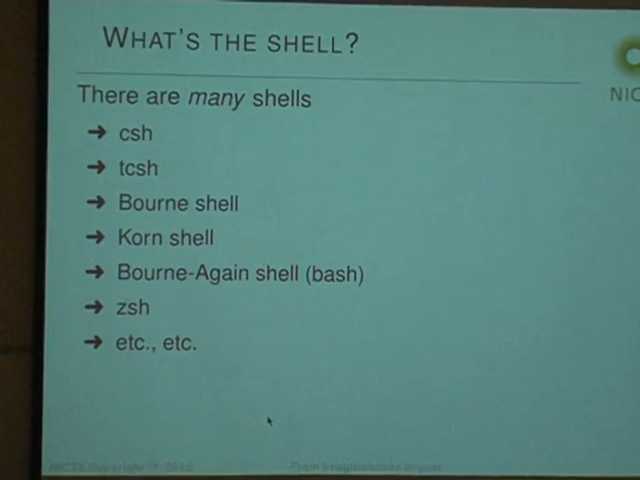 WHAT'S THE SHELL?
NIC
There are many shells
➔ csh
➔ tcsh
➔ Bourne shell
➔ Korn shell
➔ Bourne-Again shell (bash)
➔ zsh
➔ etc., etc.